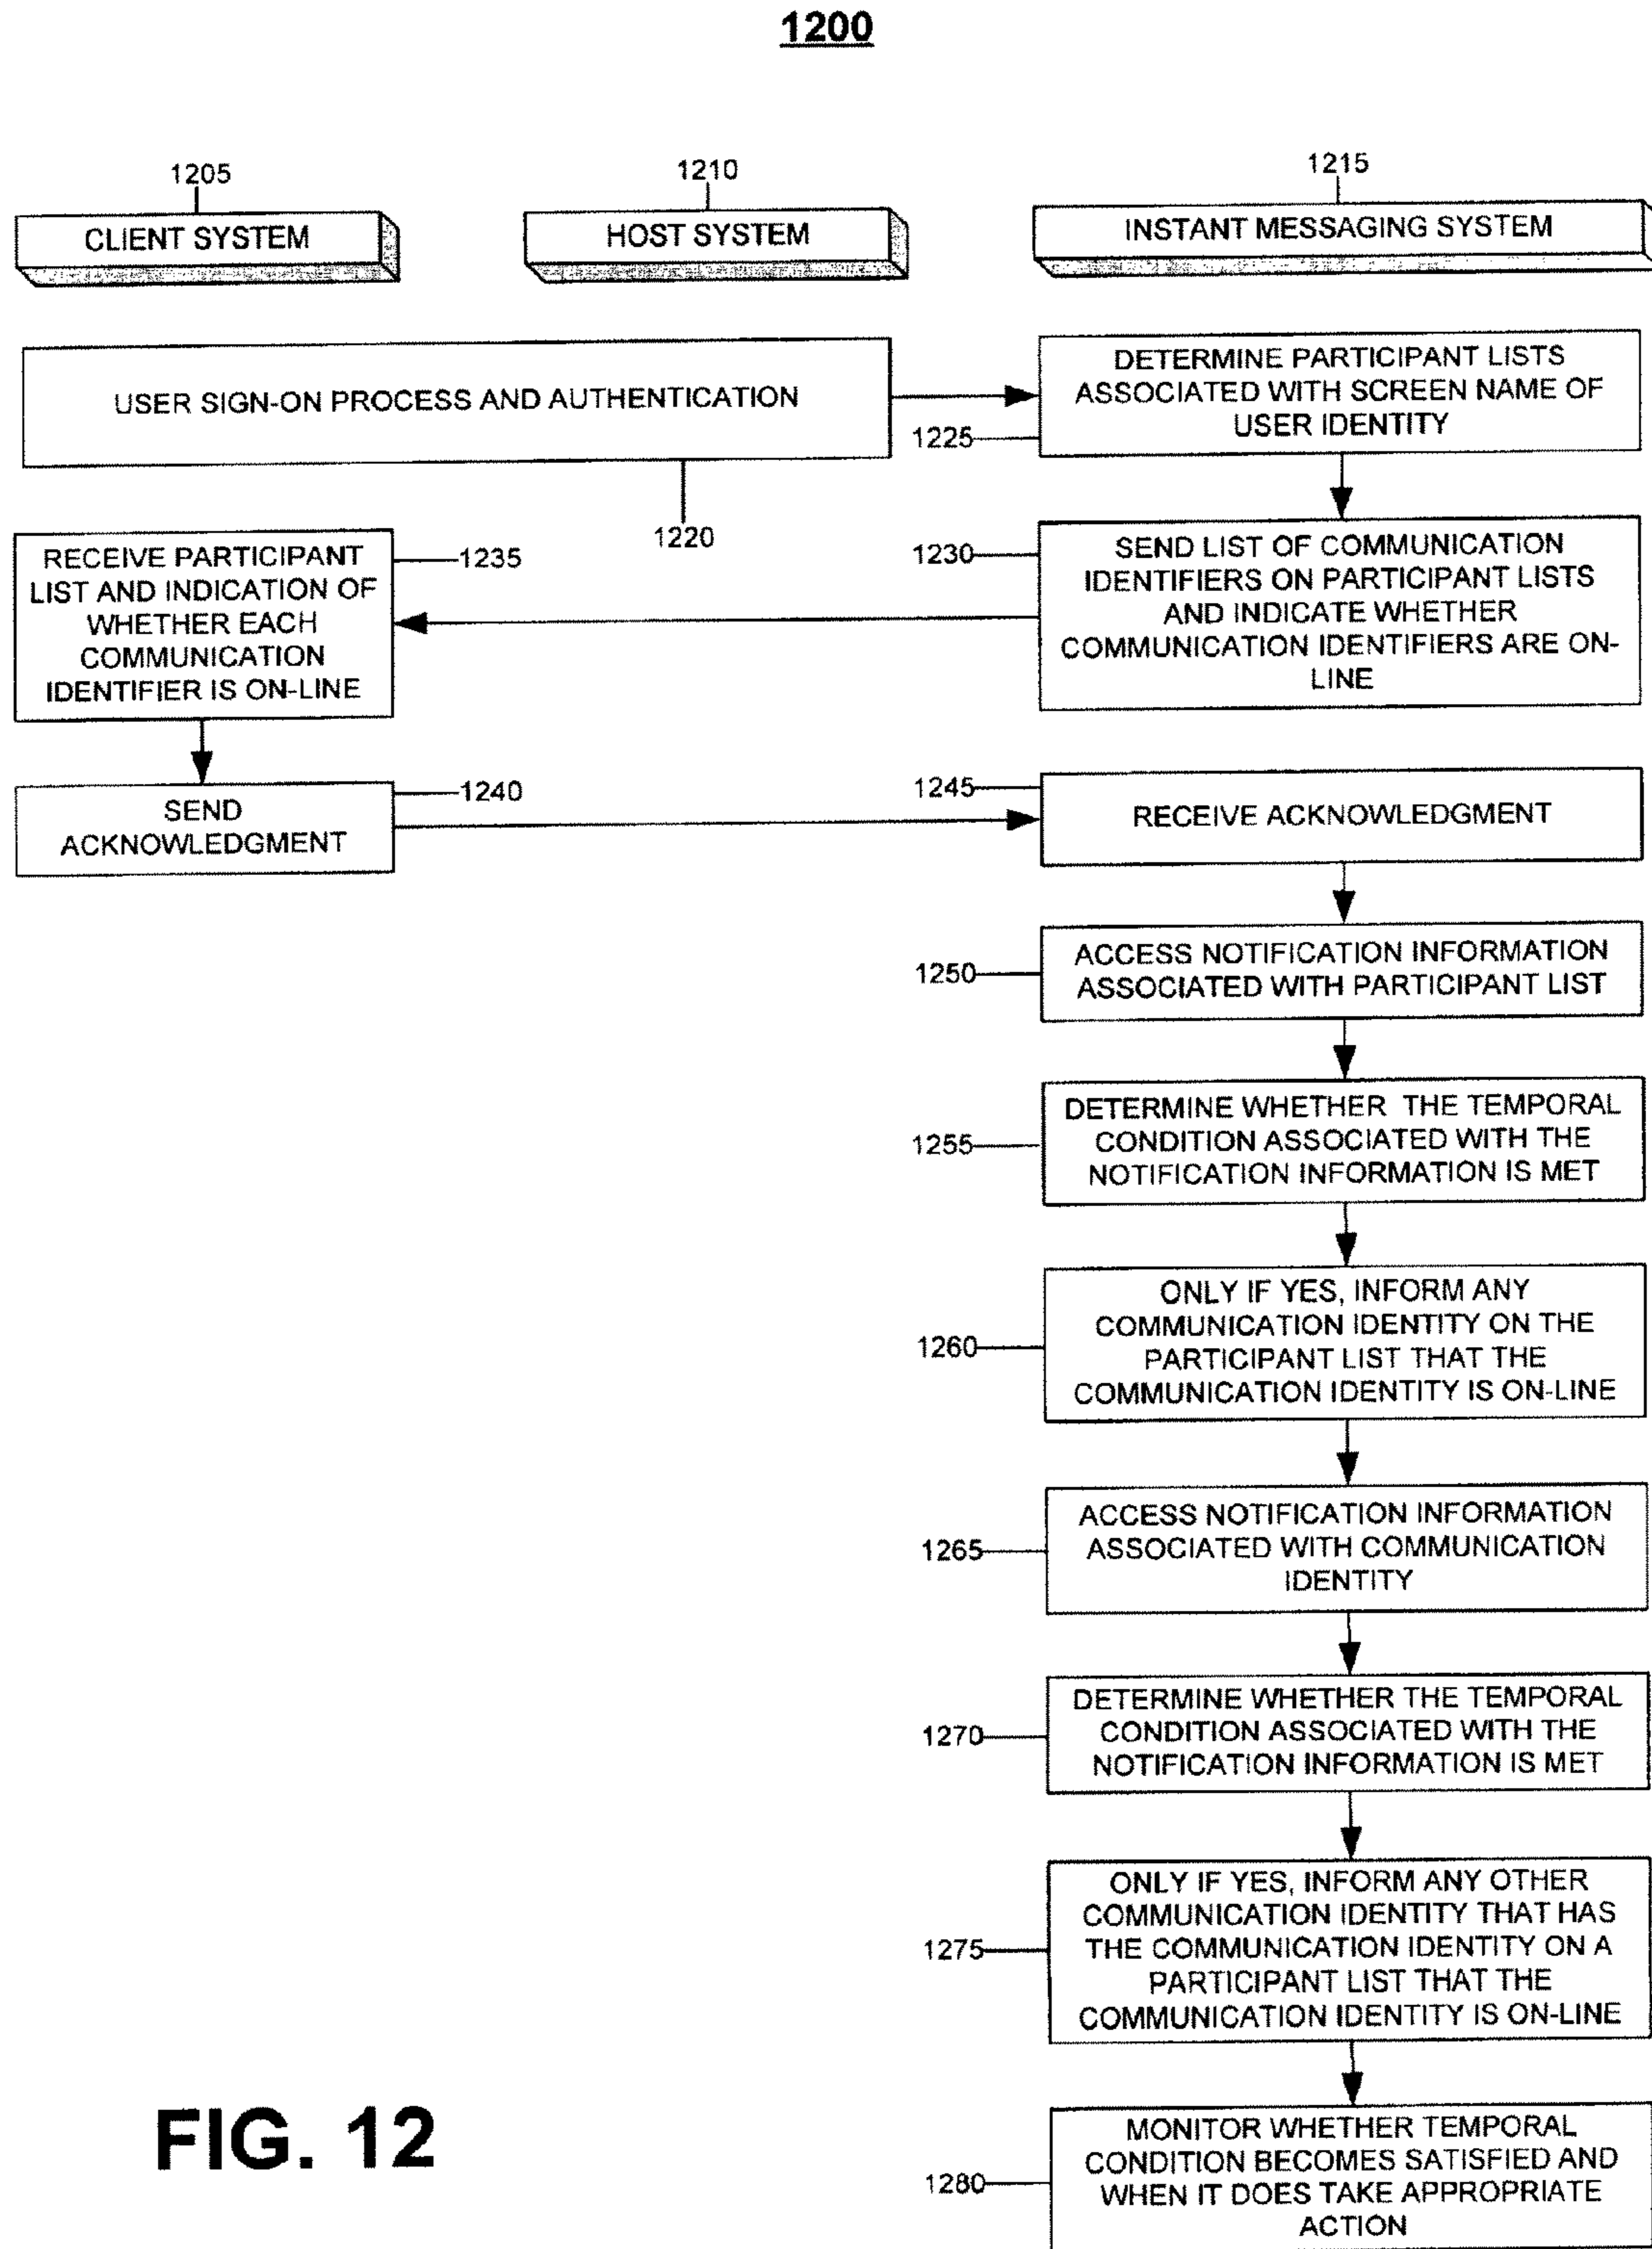 1200
1205
1210
1215
CLIENT SYSTEM
HOST SYSTEM
INSTANT MESSAGING SYSTEM
USER SIGN-ON PROCESS AND AUTHENTICATION
1220
DETERMINE PARTICIPANT LISTS
ASSOCIATED WITH SCREEN NAME OF
USER IDENTITY
1225
1230
SEND LIST OF COMMUNICATION
IDENTIFIERS ON PARTICIPANT LISTS
AND INDICATE WHETHER
COMMUNICATION IDENTIFIERS ARE ON-
LINE
RECEIVE PARTICIPANT
LIST AND INDICATION OF
WHETHER EACH
COMMUNICATION
IDENTIFIER IS ON-LINE
1235
SEND
ACKNOWLEDGMENT
1240
1245
RECEIVE ACKNOWLEDGMENT
1250
ACCESS NOTIFICATION INFORMATION
ASSOCIATED WITH PARTICIPANT LIST
1255
DETERMINE WHETHER THE TEMPORAL
CONDITION ASSOCIATED WITH THE
NOTIFICATION INFORMATION IS MET
1260
ONLY IF YES, INFORM ANY
COMMUNICATION IDENTITY ON THE
PARTICIPANT LIST THAT THE
COMMUNICATION IDENTITY IS ON-LINE
1265
ACCESS NOTIFICATION INFORMATION
ASSOCIATED WITH COMMUNICATION
IDENTITY
1270
DETERMINE WHETHER THE TEMPORAL
CONDITION ASSOCIATED WITH THE
NOTIFICATION INFORMATION IS MET
1275
ONLY IF YES, INFORM ANY OTHER
COMMUNICATION IDENTITY THAT HAS
THE COMMUNICATION IDENTITY ON A
PARTICIPANT LIST THAT THE
COMMUNICATION IDENTITY IS ON-LINE
1280
MONITOR WHETHER TEMPORAL
CONDITION BECOMES SATISFIED AND
WHEN IT DOES TAKE APPROPRIATE
ACTION
FIG. 12